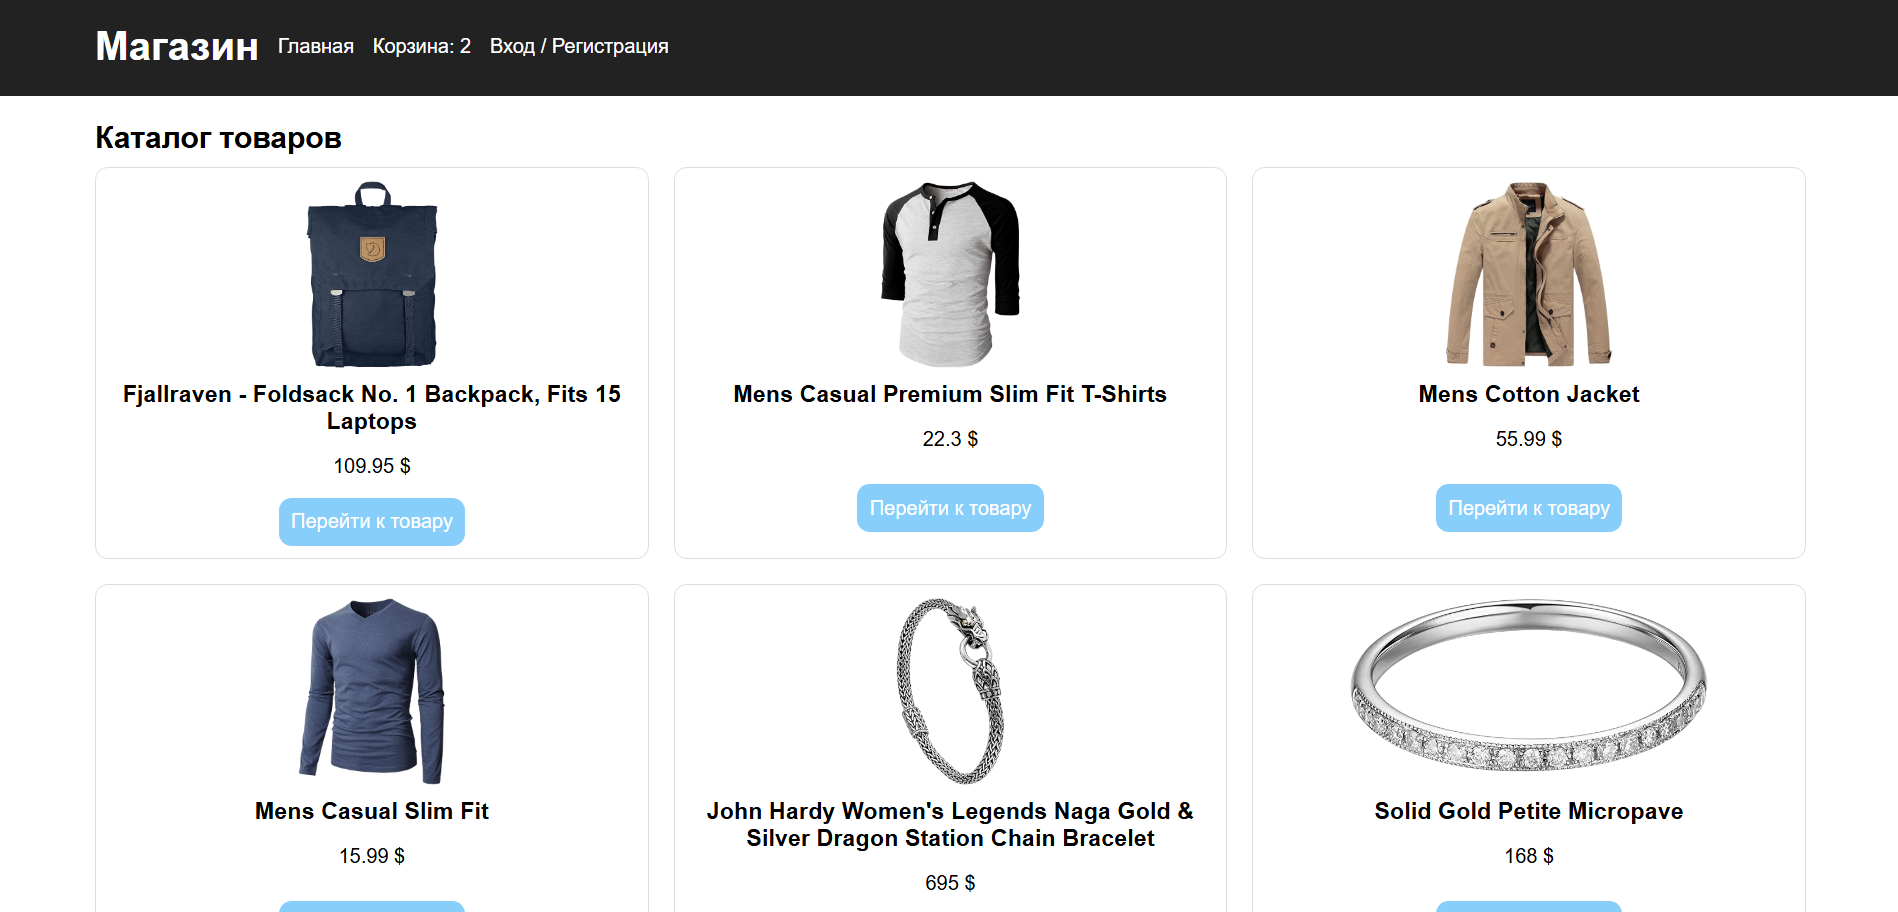 Магазин Главная Корзина: 2 Вход / Регистрация
Каталог товаров
Fjallraven - Foldsack No. 1 Backpack, Fits 15
Laptops
109.95 $
Перейти к товару
Mens Casual Premium Slim Fit T-Shirts
22.3 $
Перейти к товару
Mens Cotton Jacket
55.99 $
Перейти к товару
Mens Casual Slim Fit
15.99 $
John Hardy Women's Legends Naga Gold &
Silver Dragon Station Chain Bracelet
695 $
Solid Gold Petite Micropave
168 $